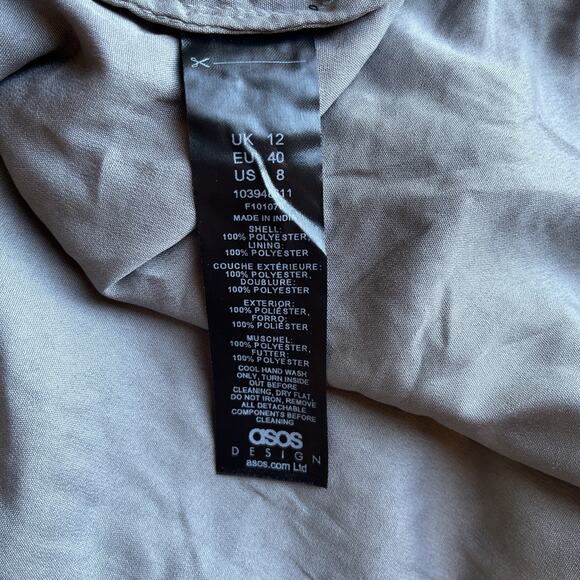 UK 12
EU 40
US 8
MADE IN INDIA
SHELL:
100% POLYESTER,
LINING:
100% POLYESTER
COUCHE EXTÉRIEURE:
100% POLYESTER,
DOUBLURE:
100% POLYESTER
EXTERIOR:
100% POLIÉSTER,
FORRO:
100% POLIÉSTER
MUSCHEL:
100% POLYESTER,
FUTTER:
100% POLYESTER
COOL HAND WASH
ONLY, TURN INSIDE
OUT BEFORE
CLEANING, DRY FLAT,
DO NOT IRON, REMOVE
ALL DETACHABLE
COMPONENTS BEFORE
CLEANING
asos
DESIGN
asos.com Ltd